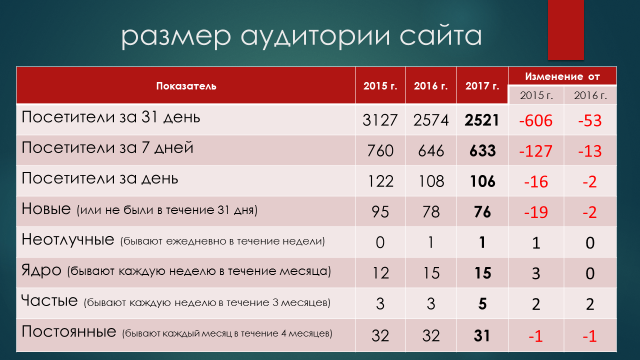 размер аудитории сайта
Показатель 2015 г. 2016 г. 2017 г. Изменение от
2015 г. 2016 г.
Посетители за 31 день 3127 2574 2521 -606 -53
Посетители за 7 дней 760 646 633 -127 -13
Посетители за день 122 108 106 -16 -2
Новые (или не были в течение 31 дня) 95 78 76 -19 -2
Неотлучные (бывают ежедневно в течение недели) 0 1 1 1 0
Ядро (бывают каждую неделю в течение месяца) 12 15 15 3 0
Частые (бывают каждую неделю в течение 3 месяцев) 3 3 5 2 2
Постоянные (бывают каждый месяц в течение 4 месяцев) 32 32 31 -1 -1